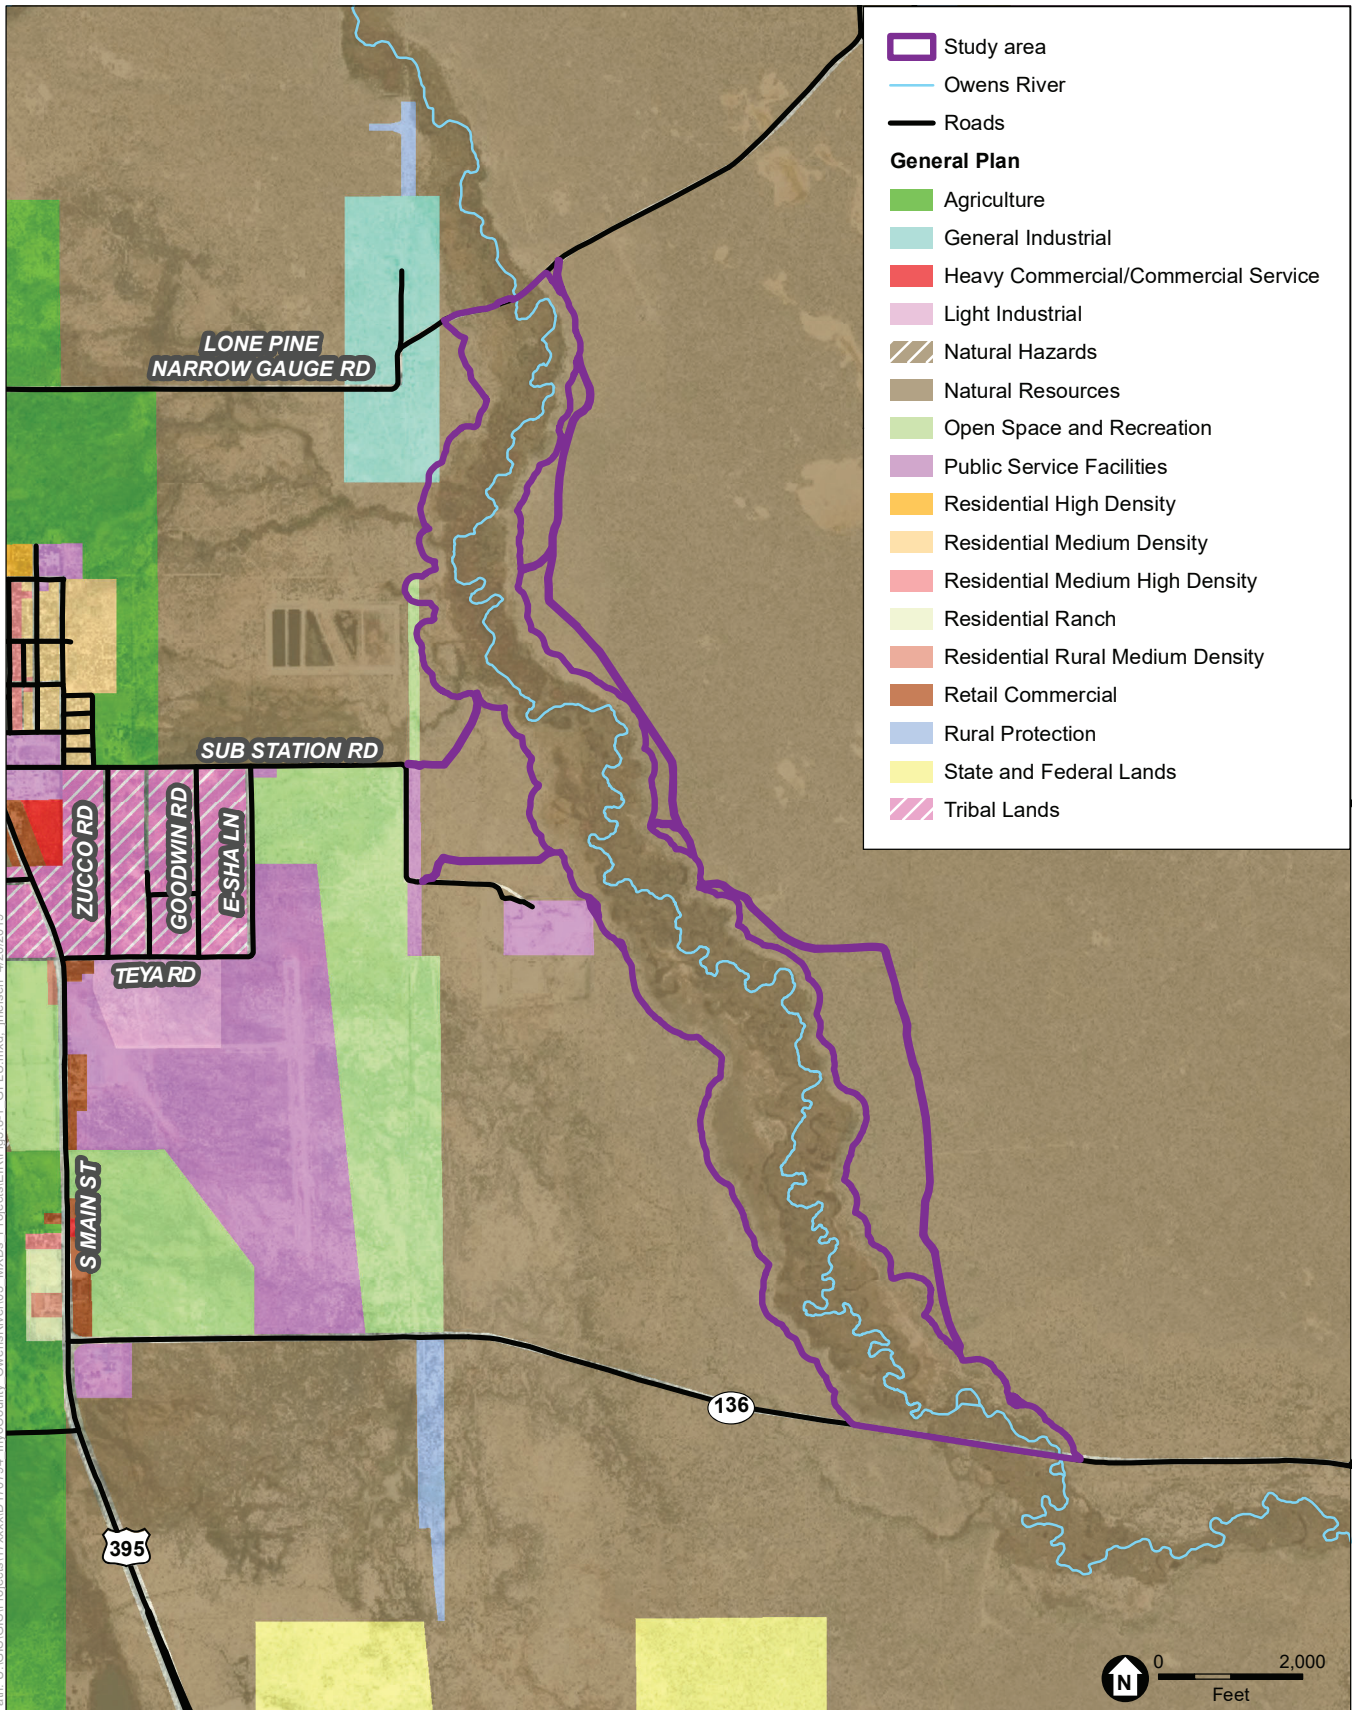 Study area
Owens River
Roads
General Plan
Agriculture
General Industrial
Heavy Commercial/Commercial Service
Light Industrial
Natural Hazards
Natural Resources
Open Space and Recreation
Public Service Facilities
Residential High Density
Residential Medium Density
Residential Medium High Density
Residential Ranch
Residential Rural Medium Density
Retail Commercial
Rural Protection
State and Federal Lands
Tribal Lands
LONE PINE
NARROW GAUGE RD
SUB STATION RD
ZUCCO RD
GOODWIN RD
E-SHA LN
TEYA RD
S MAIN ST
136
395
N
0 2,000
Feet